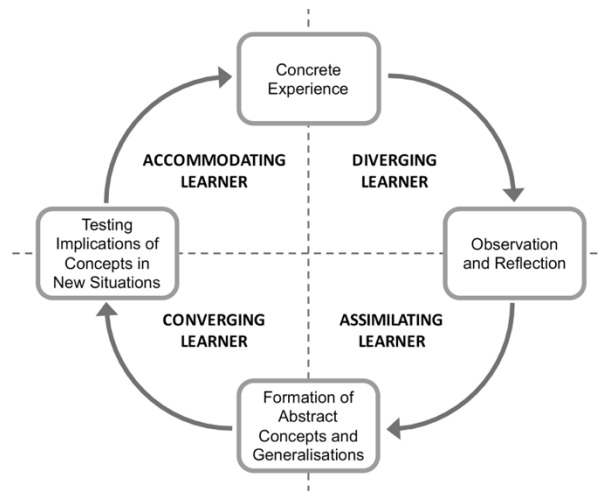 Concrete
Experience
ACCOMMODATING
LEARNER
DIVERGING
LEARNER
Testing
Implications of
Concepts in
New Situations
Observation
and Reflection
CONVERGING
LEARNER
ASSIMILATING
LEARNER
Formation of
Abstract
Concepts and
Generalisations